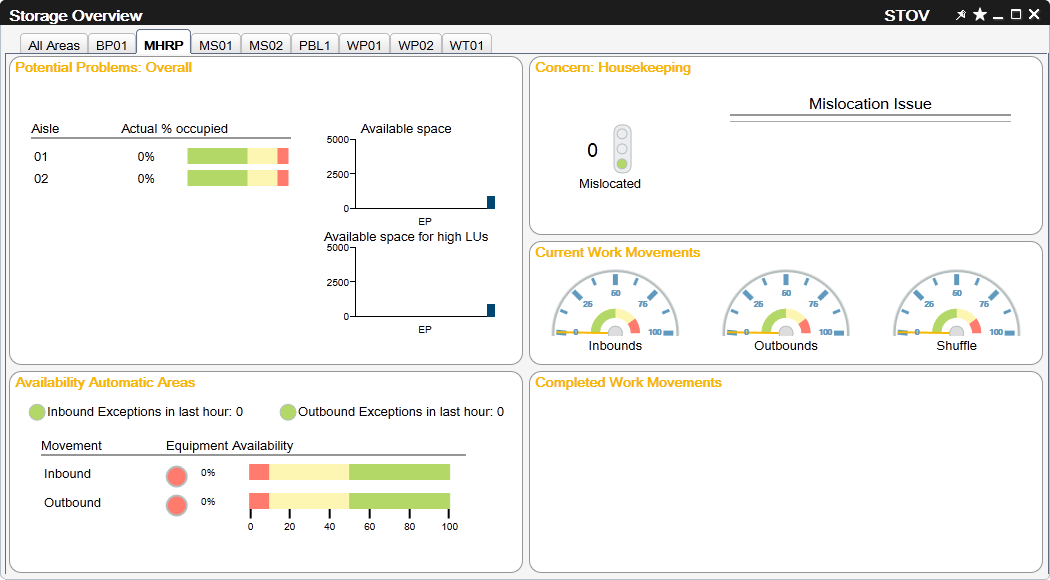 Storage Overview STOV
All Areas BP01 MHRP MS01 MS02 PBL1 WP01 WP02 WT01
Potential Problems: Overall
Aisle Actual % occupied
01 0%
02 0%
Available space
5000
2500
0
EP
Available space for high LUs
5000
2500
0
EP
Concern: Housekeeping
Mislocation Issue
0
Mislocated
Current Work Movements
0 25 50 75 100
Inbounds
0 25 50 75 100
Outbounds
0 25 50 75 100
Shuffle
Availability Automatic Areas
Inbound Exceptions in last hour: 0 Outbound Exceptions in last hour: 0
Movement Equipment Availability
Inbound 0%
Outbound 0%
0 20 40 60 80 100
Completed Work Movements